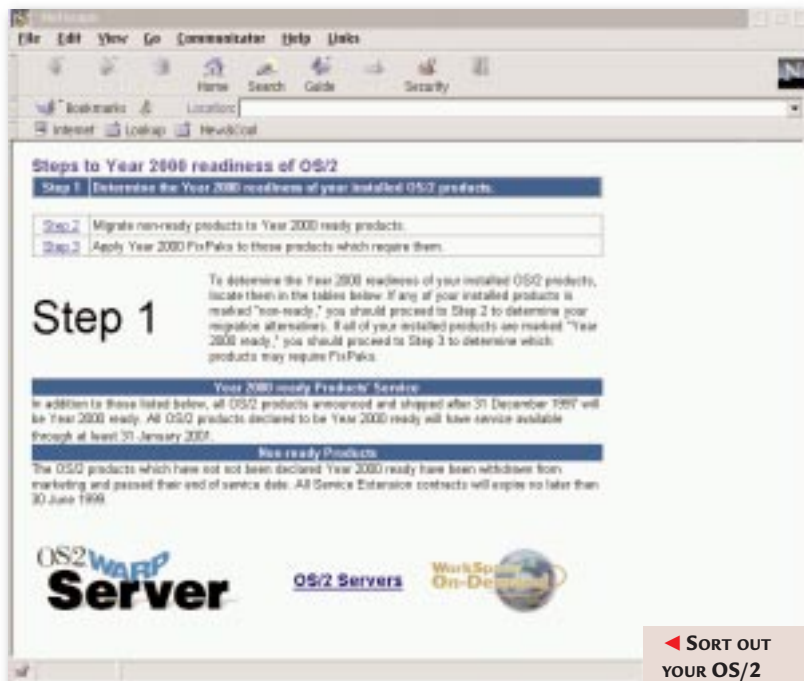 Netscape
File Edit View Go Communicator Help Links
Home Search Guide Security
N
Bookmarks Location:
Internet Lookup New&Cool
Steps to Year 2000 readiness of OS/2
Step 1 Determine the Year 2000 readiness of your installed OS/2 products.
Step 2 Migrate non-ready products to Year 2000 ready products.
Step 3 Apply Year 2000 FixPaks to those products which require them.
Step 1
To determine the Year 2000 readiness of your installed OS/2 products,
locate them in the tables below. If any of your installed products is
marked "non-ready," you should proceed to Step 2 to determine your
migration alternatives. If all of your installed products are marked "Year
2000 ready," you should proceed to Step 3 to determine which
products may require FixPaks.
Year 2000 ready Products' Service
In addition to those listed below, all OS/2 products announced and shipped after 31 December 1997 will
be Year 2000 ready. All OS/2 products declared to be Year 2000 ready will have service available
through at least 31 January 2001.
Non-ready Products
The OS/2 products which have not not been declared Year 2000 ready have been withdrawn from
marketing and passed their end of service date. All Service Extension contracts will expire no later than
30 June 1999.
OS2 WARP
Server
OS/2 Servers
WorkSpace
On-Demand
◀ SORT OUT
YOUR OS/2